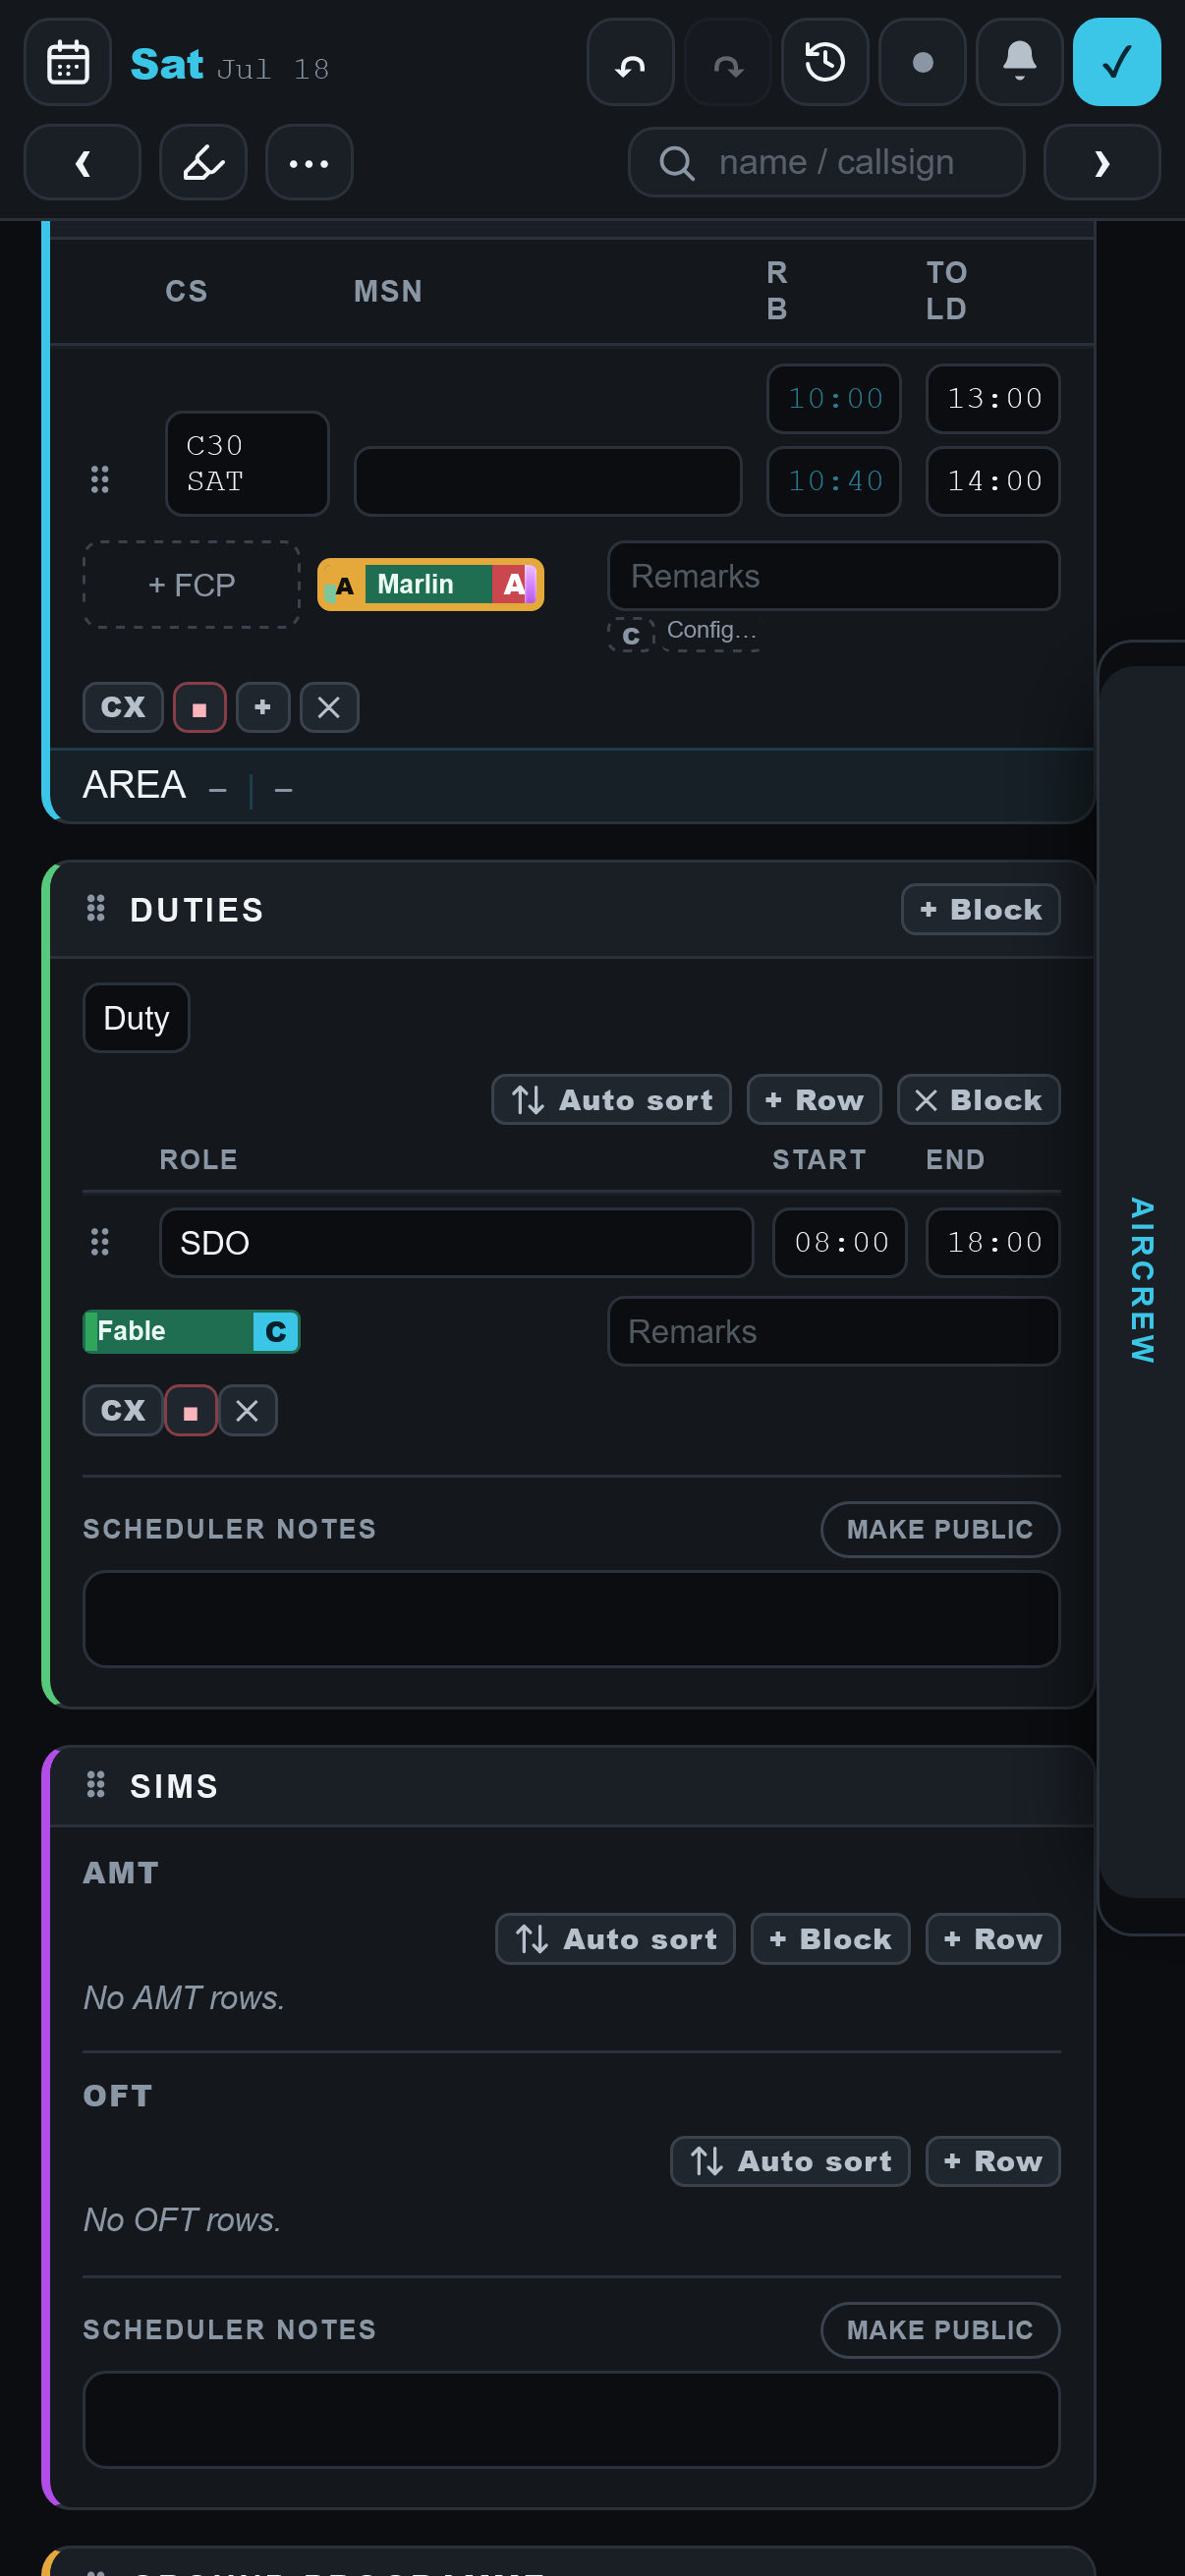 Sat Jul 18
name / callsign
CS MSN R B TO LD
10:00 13:00
C30 SAT
10:40 14:00
+ FCP A Marlin A Remarks
C Config...
CX + ×
AREA – | –
DUTIES + Block
Duty
Auto sort + Row × Block
ROLE START END
SDO 08:00 18:00
Fable C Remarks
CX ×
SCHEDULER NOTES MAKE PUBLIC
SIMS
AMT
Auto sort + Block + Row
No AMT rows.
OFT
Auto sort + Row
No OFT rows.
SCHEDULER NOTES MAKE PUBLIC
AIRCREW